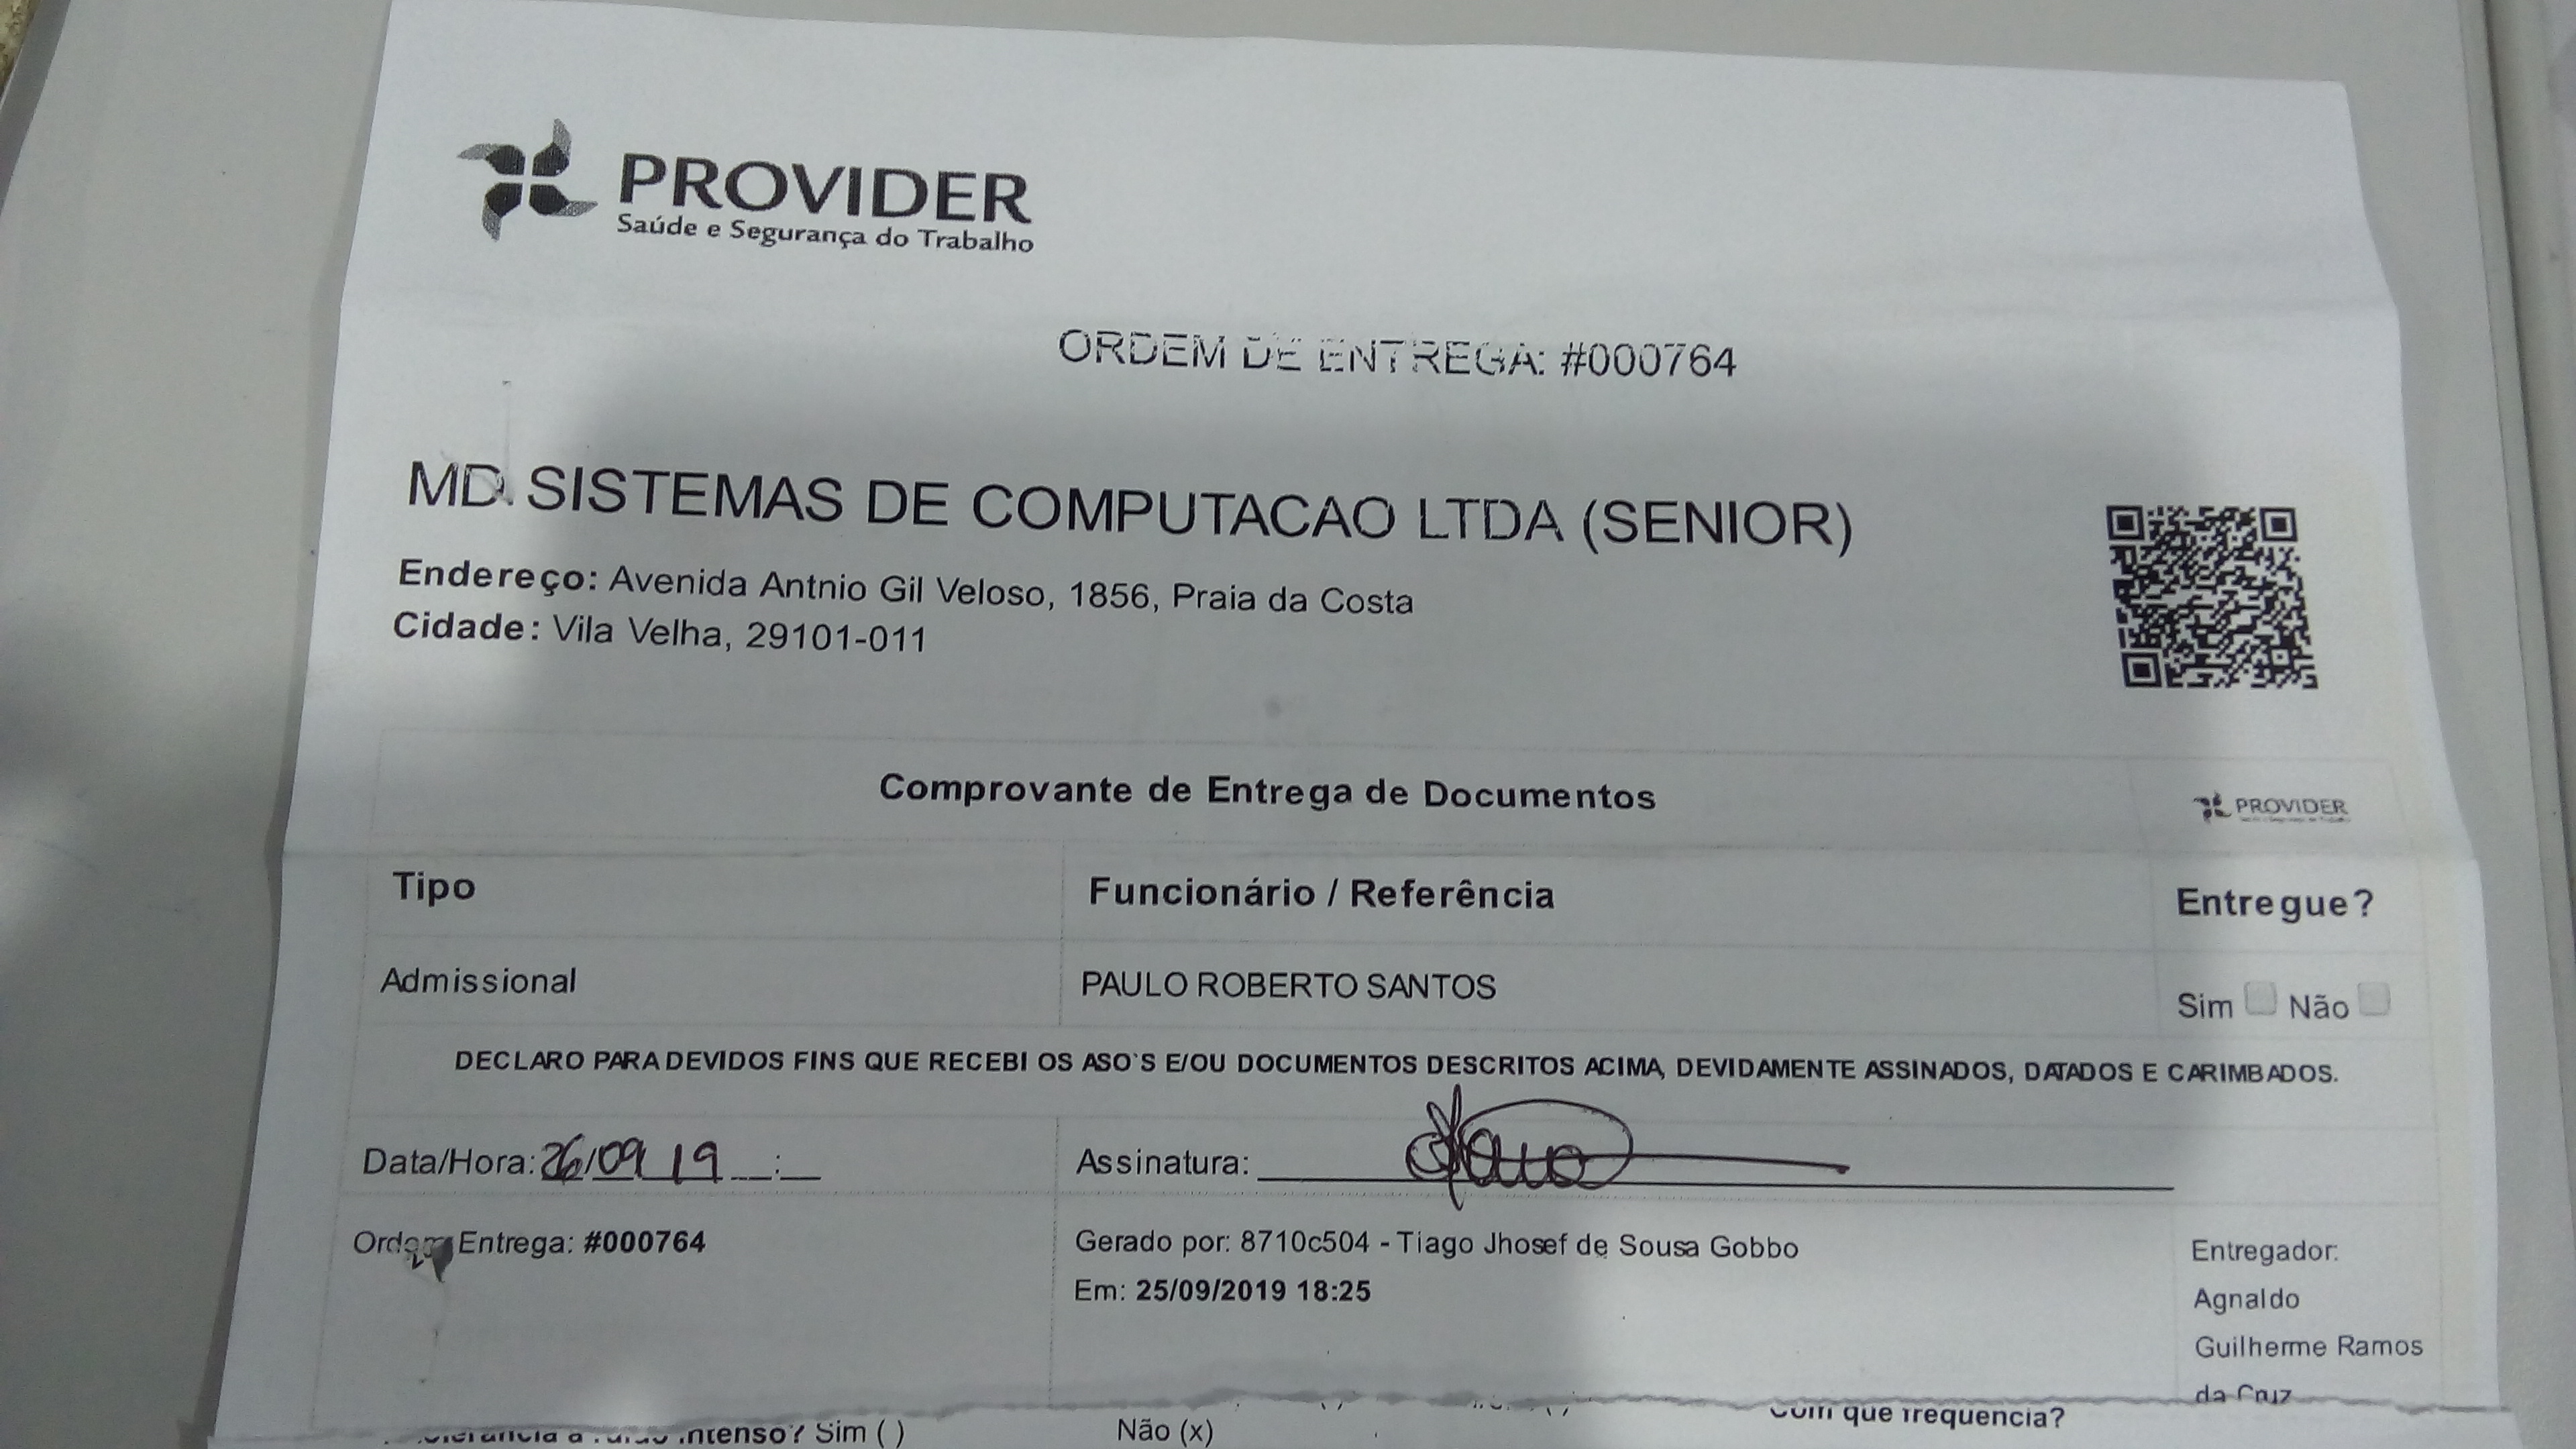 PROVIDER
Saúde e Segurança do Trabalho
ORDEM DE ENTREGA: #000764
MD SISTEMAS DE COMPUTACAO LTDA (SENIOR)
Endereço: Avenida Antnio Gil Veloso, 1856, Praia da Costa
Cidade: Vila Velha, 29101-011
Comprovante de Entrega de Documentos
PROVIDER
Tipo
Funcionário / Referência
Entregue?
Admissional
PAULO ROBERTO SANTOS
Sim Não
DECLARO PARA DEVIDOS FINS QUE RECEBI OS ASO`S E/OU DOCUMENTOS DESCRITOS ACIMA, DEVIDAMENTE ASSINADOS, DATADOS E CARIMBADOS.
Data/Hora: 26/09/19 __:__
Assinatura:
Ordem Entrega: #000764
Gerado por: 8710c504 - Tiago Jhosef de Sousa Gobbo
Em: 25/09/2019 18:25
Entregador:
Agnaldo
Guilherme Ramos
da Cruz
intenso? Sim ( )
Não (x)
Com que frequencia?